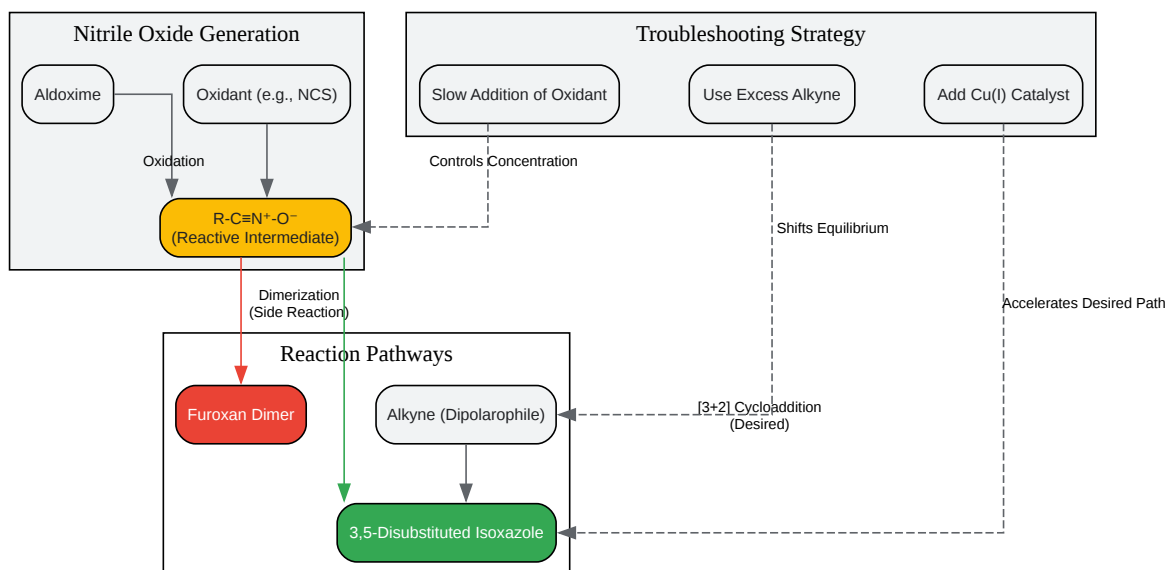 Nitrile Oxide Generation
Troubleshooting Strategy
Aldoxime
Oxidant (e.g., NCS)
Slow Addition of Oxidant
Use Excess Alkyne
Add Cu(I) Catalyst
Oxidation
Controls Concentration
R-C≡N⁺-O⁻
(Reactive Intermediate)
Shifts Equilibrium
Dimerization
(Side Reaction)
Accelerates Desired Path
Reaction Pathways
Furoxan Dimer
Alkyne (Dipolarophile)
[3+2] Cycloaddition
(Desired)
3,5-Disubstituted Isoxazole